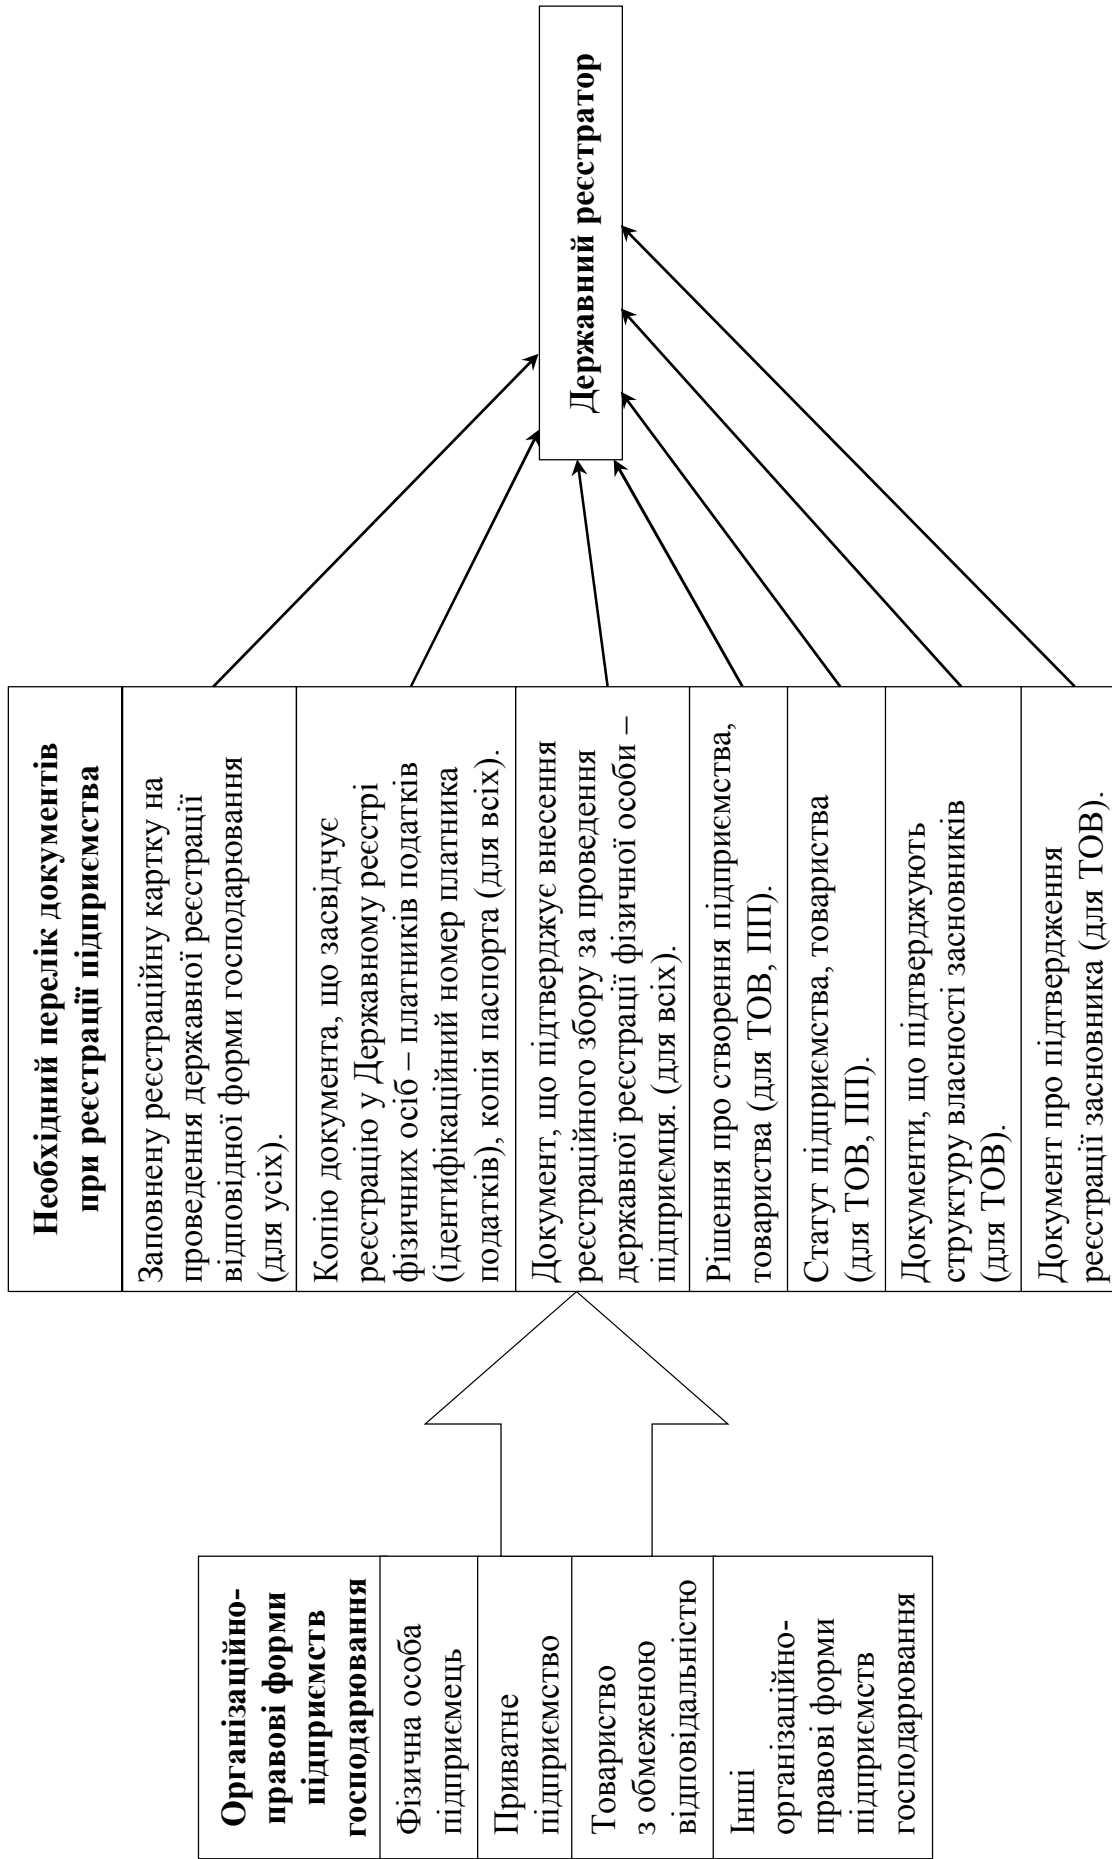 Організаційно-
правові форми
підприємств
господарювання
Фізична особа
підприємець
Приватне
підприємство
Товариство
з обмеженою
відповідальністю
Інші
організаційно-
правові форми
підприємств
господарювання
Необхідний перелік документів
при реєстрації підприємства
Заповнену реєстраційну картку на
проведення державної реєстрації
відповідної форми господарювання
(для усіх).
Копію документа, що засвідчує
реєстрацію у Державному реєстрі
фізичних осіб – платників податків
(ідентифікаційний номер платника
податків), копія паспорта (для всіх).
Документ, що підтверджує внесення
реєстраційного збору за проведення
державної реєстрації фізичної особи –
підприємця. (для всіх).
Рішення про створення підприємства,
товариства (для ТОВ, ПП).
Статут підприємства, товариства
(для ТОВ, ПП).
Документи, що підтверджують
структуру власності засновників
(для ТОВ).
Документ про підтвердження
реєстрації засновника (для ТОВ).
Державний реєстратор